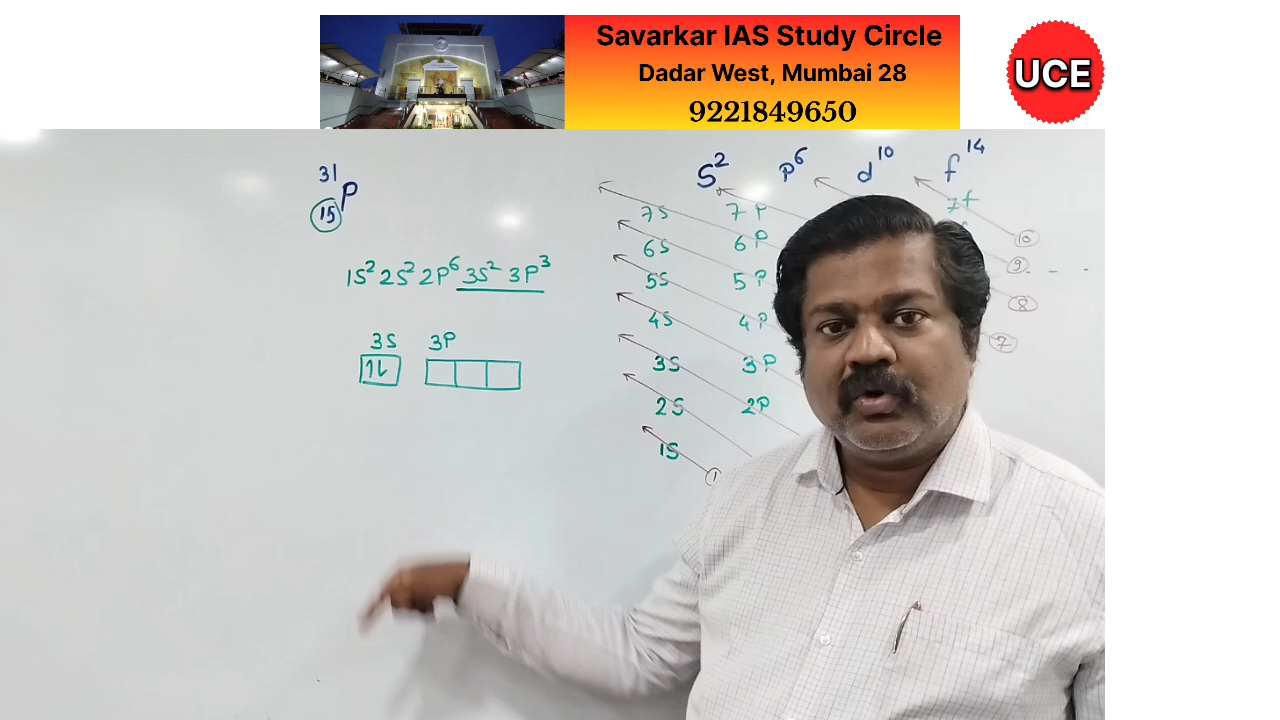 Savarkar IAS Study Circle
Dadar West, Mumbai 28
9221849650
UCE
31
15 P
1S² 2S² 2P⁶ 3S² 3P³
3S 3P
↿⇂
S² P⁶ d¹⁰ f¹⁴
7S 7P 7f
6S 6P
5S 5P
4S 4P
3S 3P
2S 2P
1S
1
10
9 - - -
8
7